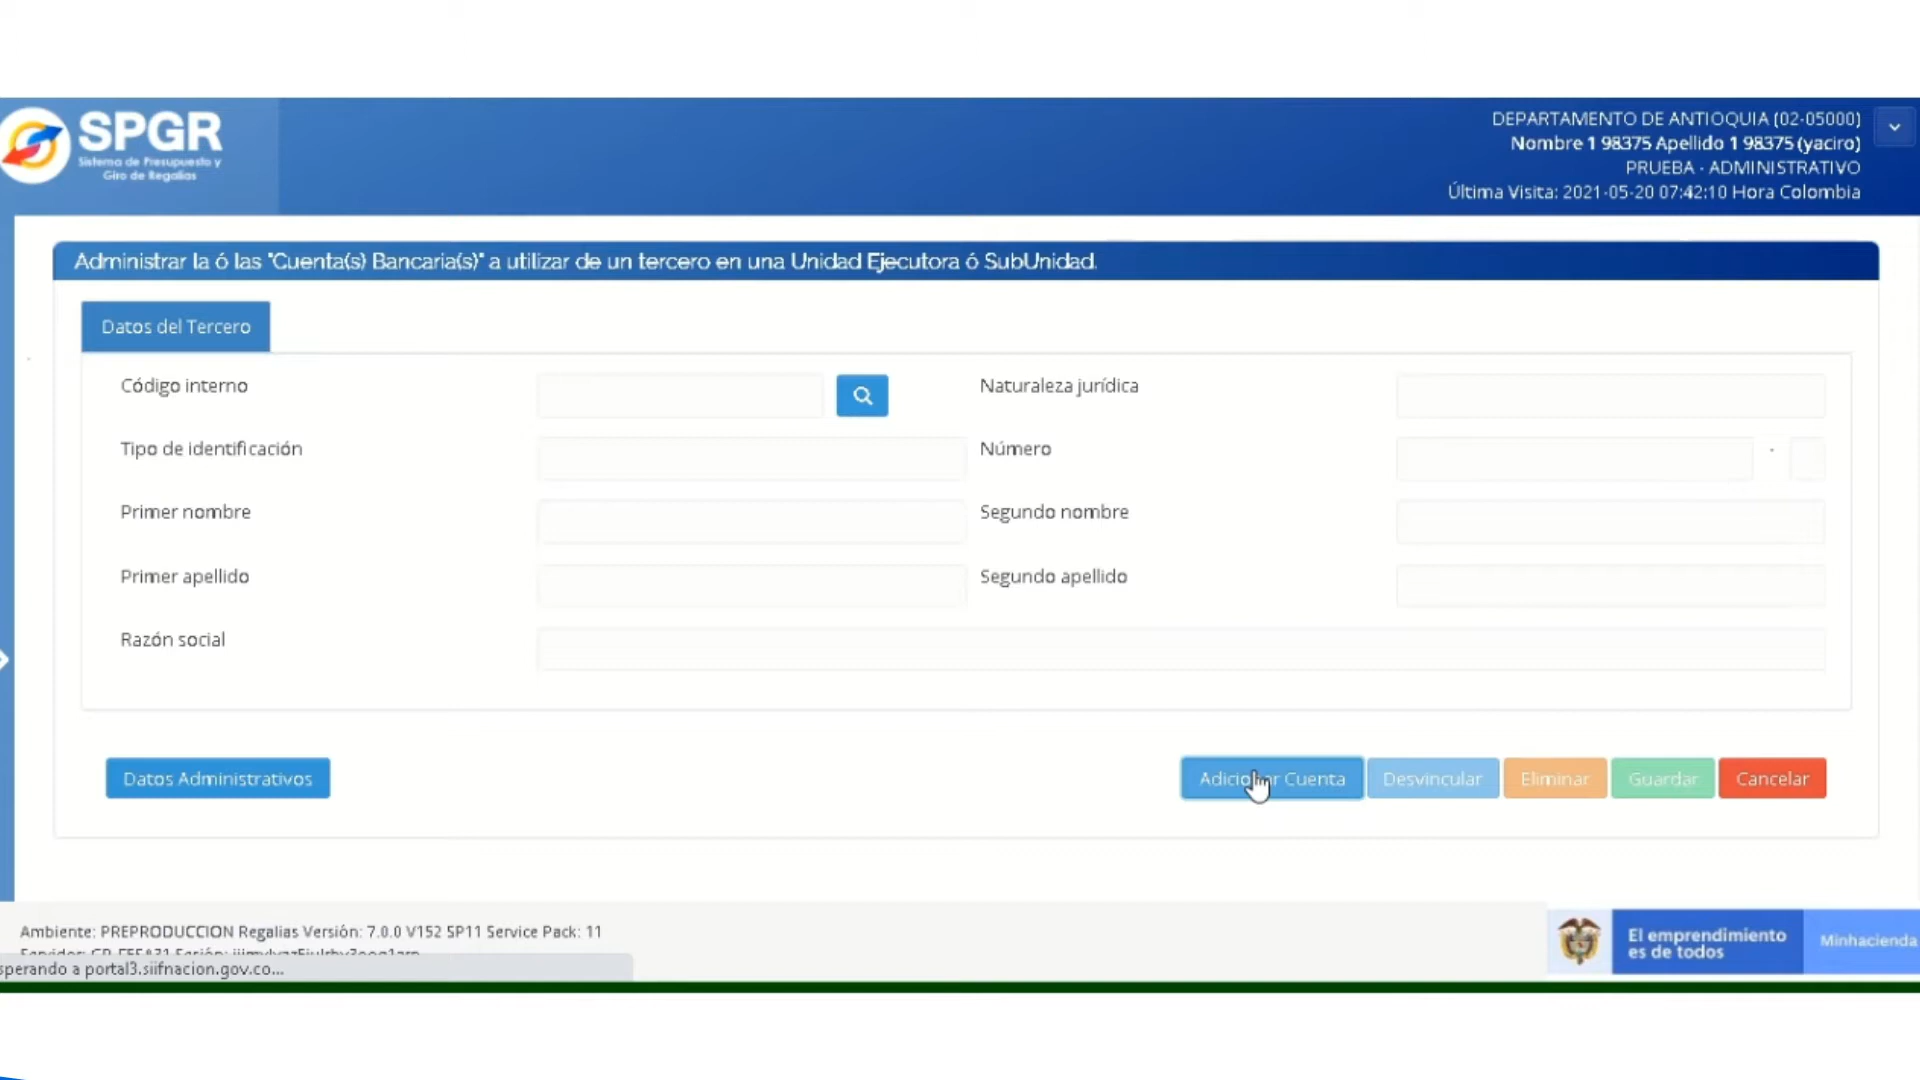 SPGR
Sistema de Presupuesto y
Giro de Regalías
DEPARTAMENTO DE ANTIOQUIA (02-05000)
Nombre 1 98375 Apellido 1 98375 (yaciro)
PRUEBA - ADMINISTRATIVO
Última Visita: 2021-05-20 07:42:10 Hora Colombia
Administrar la ó las "Cuenta(s) Bancaria(s)" a utilizar de un tercero en una Unidad Ejecutora ó SubUnidad.
Datos del Tercero
Código interno
Naturaleza jurídica
Tipo de identificación
Número
Primer nombre
Segundo nombre
Primer apellido
Segundo apellido
Razón social
Datos Administrativos
Adicionar Cuenta
Desvincular
Eliminar
Guardar
Cancelar
Ambiente: PREPRODUCCION Regalias Versión: 7.0.0 V152 SP11 Service Pack: 11
sperando a portal3.siifnacion.gov.co...
El emprendimiento
es de todos
Minhacienda